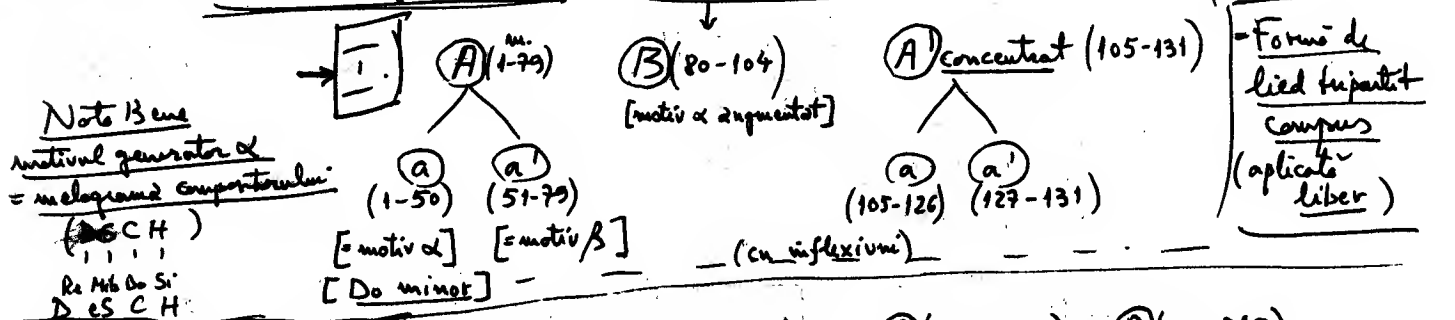 → I. A (m. 1-79) B (80-104) A' concentrat (105-131)
[motiv α augmentat]
- Formă de
lied tripartit
compus
(aplicată
liber)
Nota Bene
motivul generator α
= melograma compozitorului
( CH )
Re Mib Do Si
D eS C H
a a'
(1-50) (51-79)
[= motiv α] [= motiv β]
[Do minor] - - - (cu inflexiuni) - - . -
a a'
(105-126) (127-131)